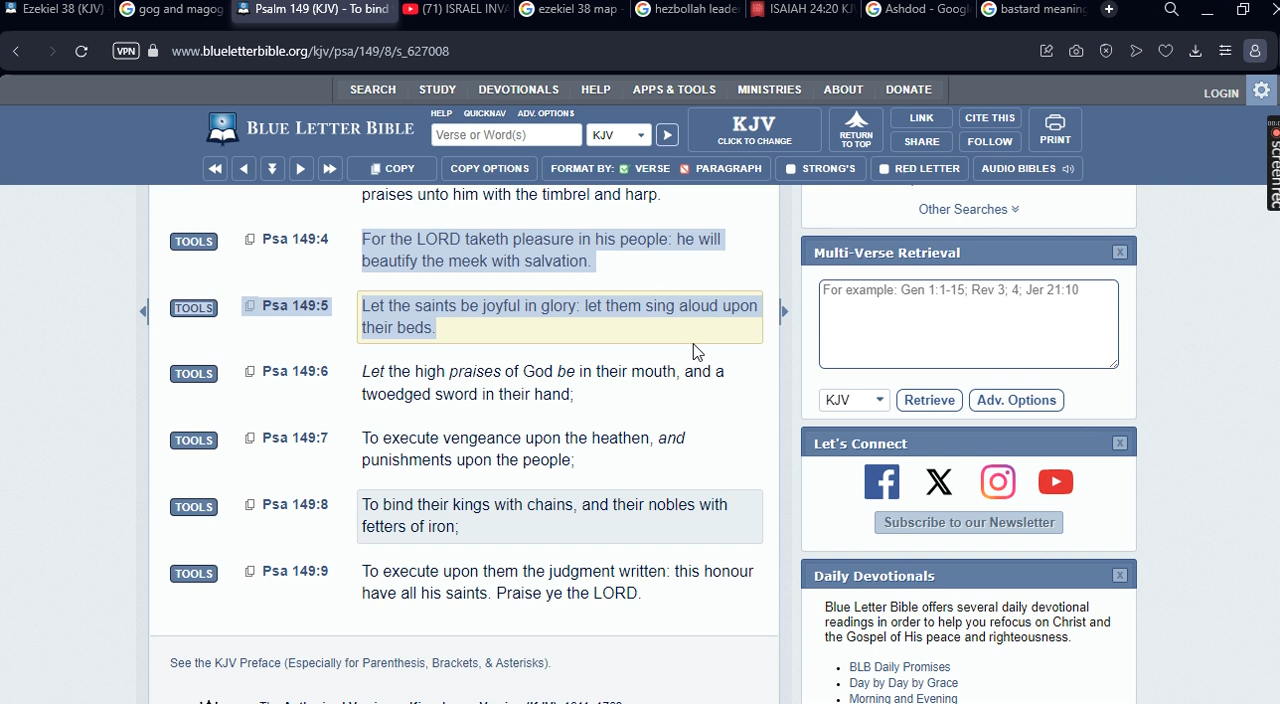 Ezekiel 38 (KJV) - gog and magog Psalm 149 (KJV) - To bind (71) ISRAEL INVA ezekiel 38 map - hezbollah leade ISAIAH 24:20 KJ Ashdod - Googl bastard meanin
VPN www.blueletterbible.org/kjv/psa/149/8/s_627008
SEARCH STUDY DEVOTIONALS HELP APPS & TOOLS MINISTRIES ABOUT DONATE LOGIN
HELP QUICKNAV ADV. OPTIONS
BLUE LETTER BIBLE Verse or Word(s) KJV
KJV
CLICK TO CHANGE
RETURN
TO TOP
LINK CITE THIS
SHARE FOLLOW
PRINT
COPY COPY OPTIONS FORMAT BY: VERSE PARAGRAPH STRONG'S RED LETTER AUDIO BIBLES
screenrec
praises unto him with the timbrel and harp.
TOOLS Psa 149:4 For the LORD taketh pleasure in his people: he will
beautify the meek with salvation.
TOOLS Psa 149:5 Let the saints be joyful in glory: let them sing aloud upon
their beds.
TOOLS Psa 149:6 Let the high praises of God be in their mouth, and a
twoedged sword in their hand;
TOOLS Psa 149:7 To execute vengeance upon the heathen, and
punishments upon the people;
TOOLS Psa 149:8 To bind their kings with chains, and their nobles with
fetters of iron;
TOOLS Psa 149:9 To execute upon them the judgment written: this honour
have all his saints. Praise ye the LORD.
See the KJV Preface (Especially for Parenthesis, Brackets, & Asterisks).
Other Searches
Multi-Verse Retrieval X
For example: Gen 1:1-15; Rev 3; 4; Jer 21:10
KJV Retrieve Adv. Options
Let's Connect X
Subscribe to our Newsletter
Daily Devotionals X
Blue Letter Bible offers several daily devotional
readings in order to help you refocus on Christ and
the Gospel of His peace and righteousness.
BLB Daily Promises
Day by Day by Grace
Morning and Evening